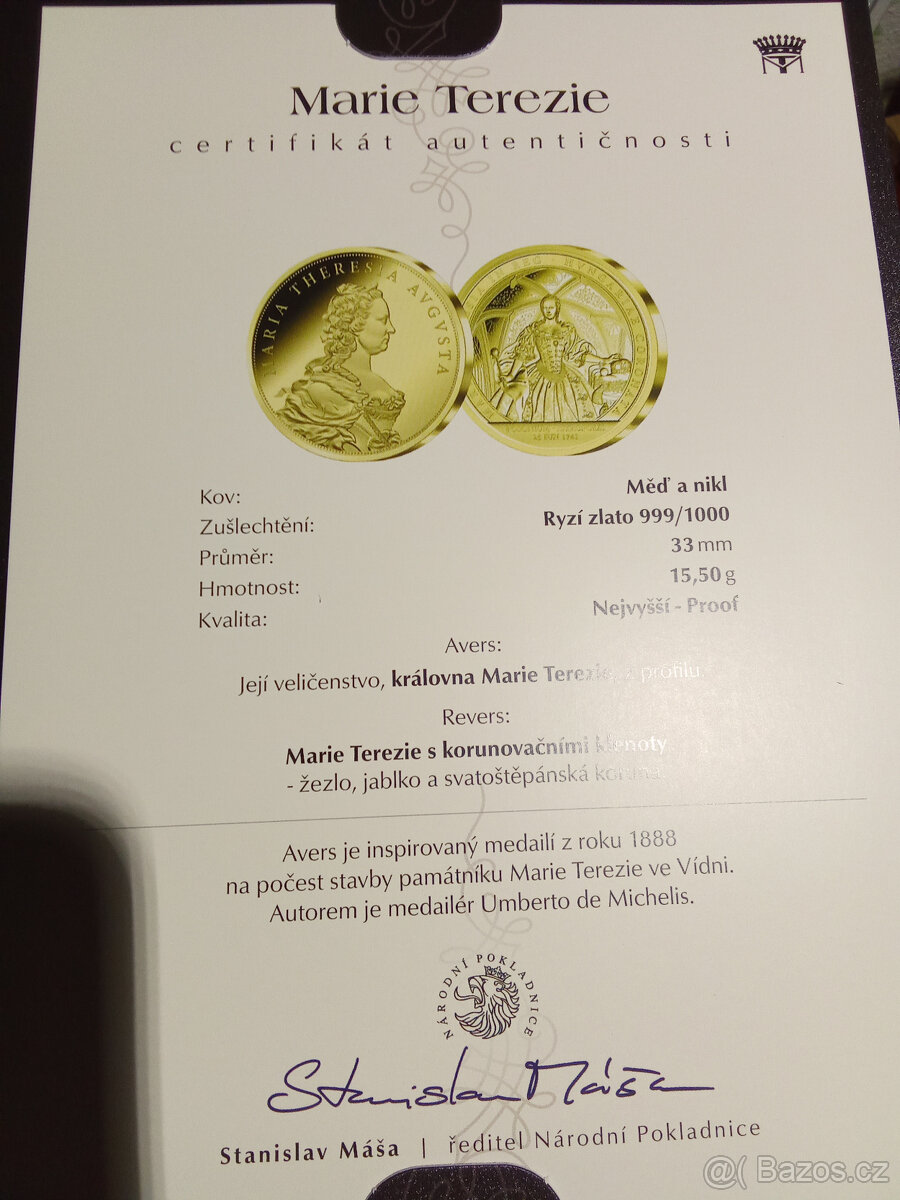 Marie Terezie
certifikát autentičnosti
MARIA THERESIA AVGVSTA
Kov: Měď a nikl
Zušlechtění: Ryzí zlato 999/1000
Průměr: 33 mm
Hmotnost: 15,50 g
Kvalita: Nejvyšší - Proof
Avers:
Její veličenstvo, královna Marie Terezie, z profilu
Revers:
Marie Terezie s korunovačními klenoty
- žezlo, jablko a svatoštěpánská koruna
Avers je inspirovaný medailí z roku 1888
na počest stavby památníku Marie Terezie ve Vídni.
Autorem je medailér Umberto de Michelis.
NÁRODNÍ POKLADNICE
Stanislav Máša
Stanislav Máša | ředitel Národní Pokladnice
@( Bazos.cz